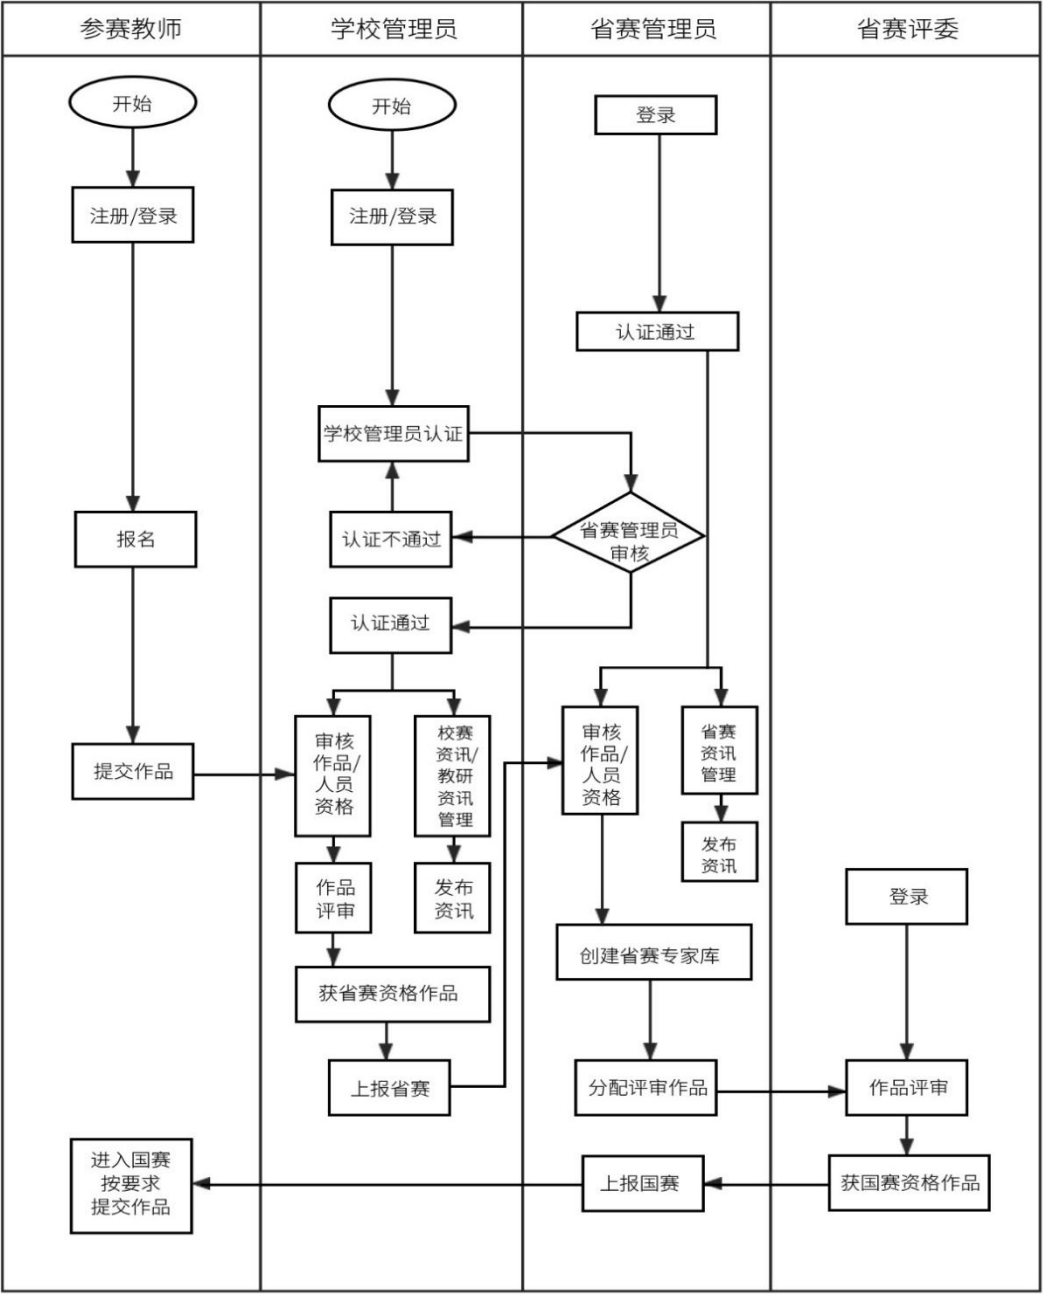 参赛教师
学校管理员
省赛管理员
省赛评委
开始
注册/登录
报名
提交作品
进入国赛
按要求
提交作品
开始
注册/登录
学校管理员认证
认证不通过
认证通过
审核
作品/
人员
资格
校赛
资讯/
教研
资讯
管理
作品
评审
发布
资讯
获省赛资格作品
上报省赛
登录
认证通过
省赛管理员
审核
审核
作品/
人员
资格
省赛
资讯
管理
发布
资讯
创建省赛专家库
分配评审作品
上报国赛
登录
作品评审
获国赛资格作品